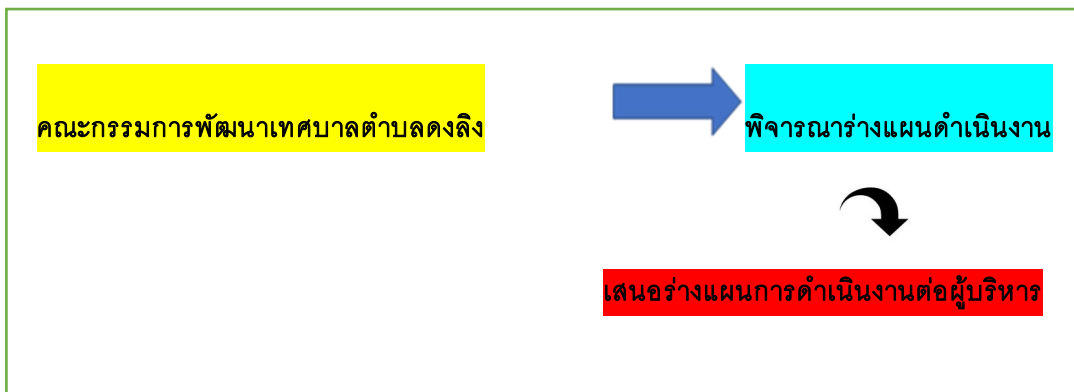 คณะกรรมการพัฒนาเทศบาลตำบลดงลิง
พิจารณาร่างแผนดำเนินงาน
เสนอร่างแผนการดำเนินงานต่อผู้บริหาร